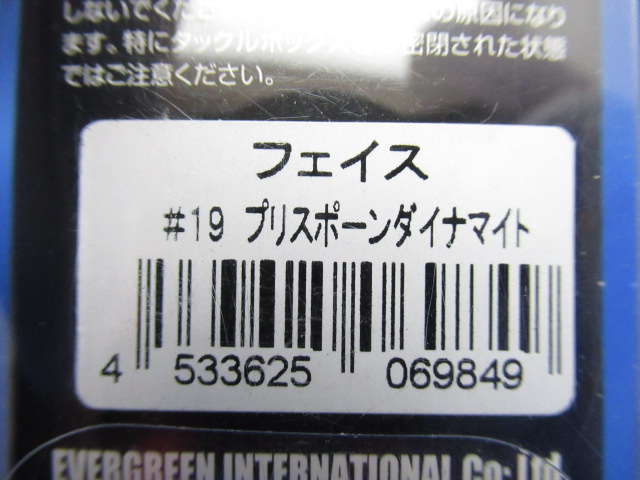 しないでくだ の原因になり
ます。特にタックルボックス 密閉された状態
ではご注意ください。
フェイス
#19 プリスポーンダイナマイト
4 533625 069849
EVERGREEN INTERNATIONAL Co; Ltd